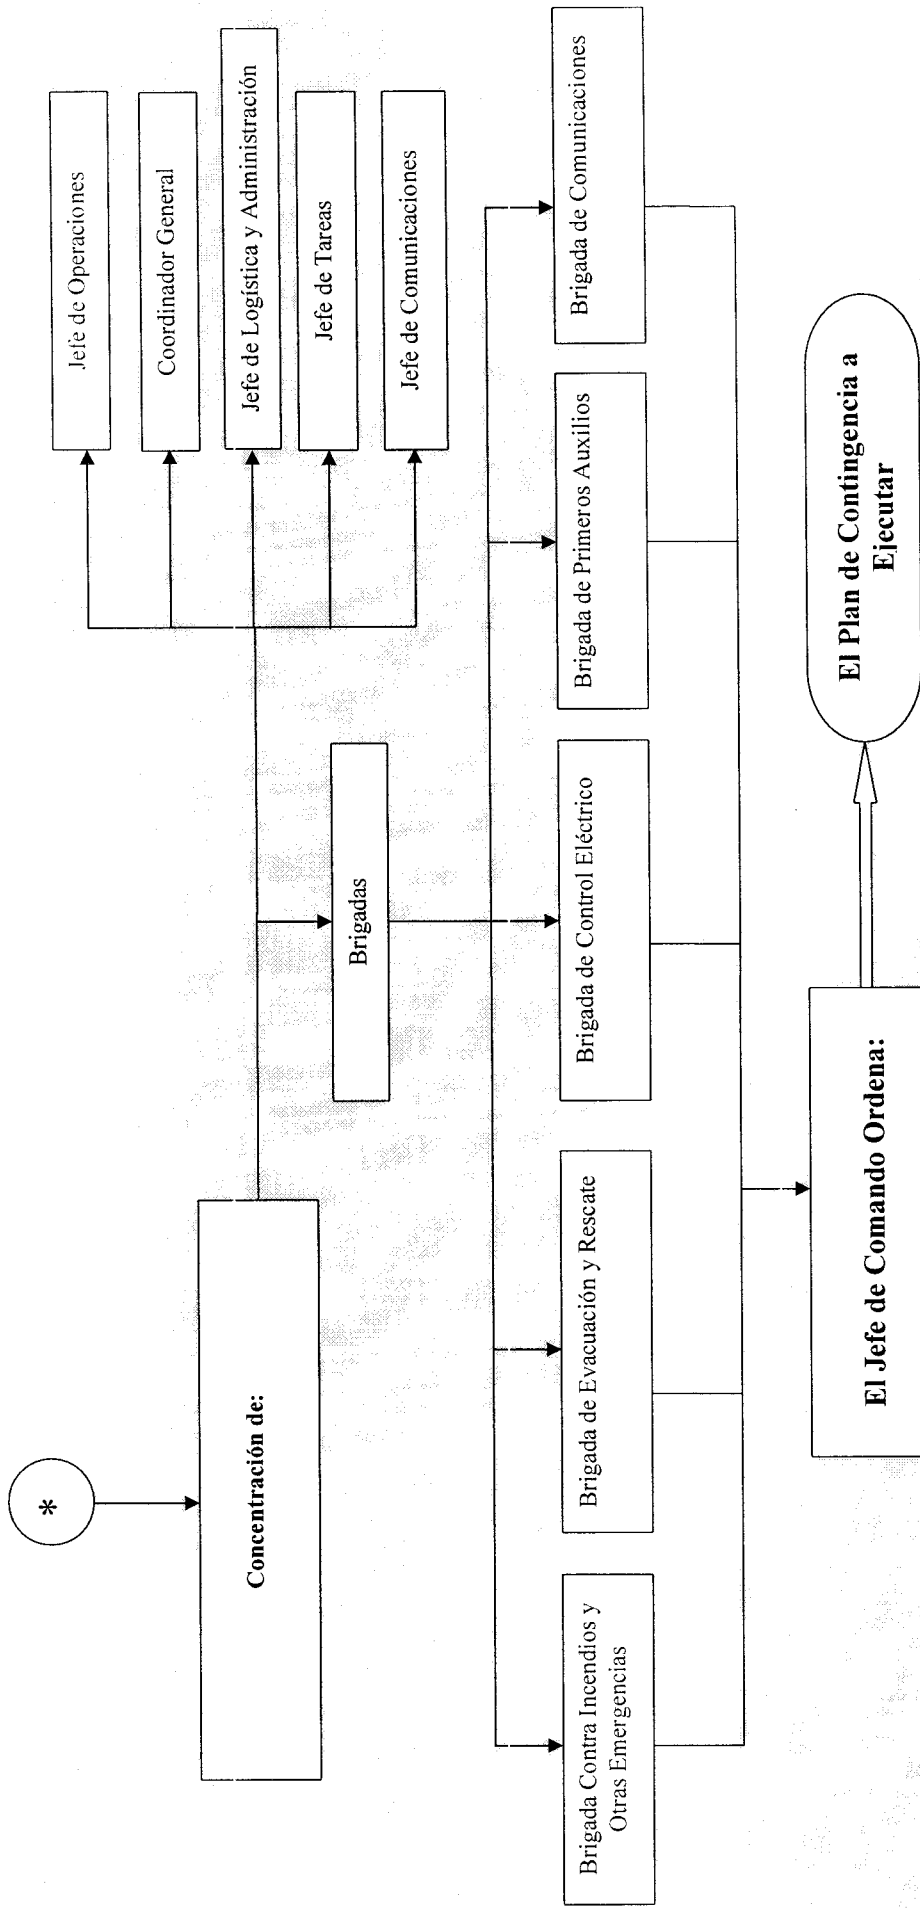 *
Concentración de:
Jefe de Operaciones
Coordinador General
Jefe de Logística y Administración
Jefe de Tareas
Jefe de Comunicaciones
Brigadas
Brigada Contra Incendios y
Otras Emergencias
Brigada de Evacuación y Rescate
Brigada de Control Eléctrico
Brigada de Primeros Auxilios
Brigada de Comunicaciones
El Jefe de Comando Ordena:
El Plan de Contingencia a
Ejecutar